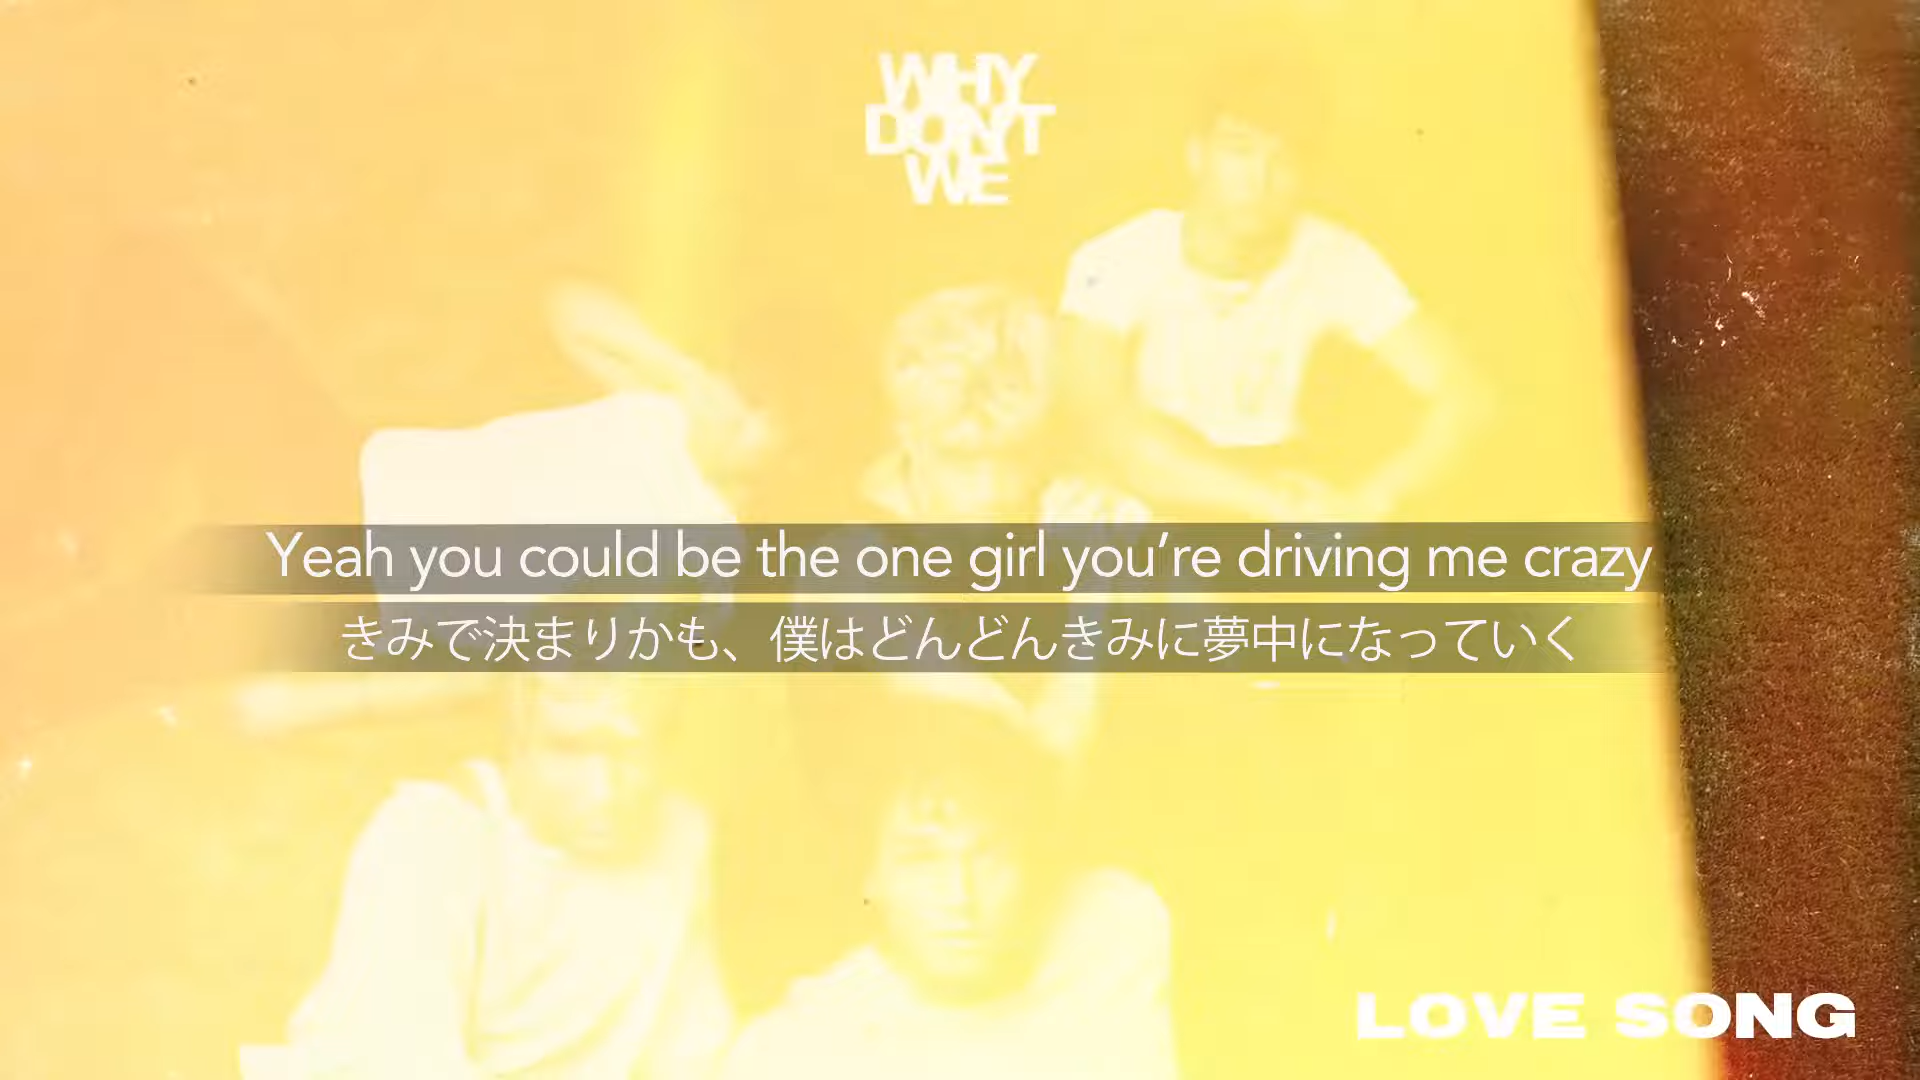 WHY
DON'T
WE
Yeah you could be the one girl you're driving me crazy
きみで決まりかも、僕はどんどんきみに夢中になっていく
LOVE SONG